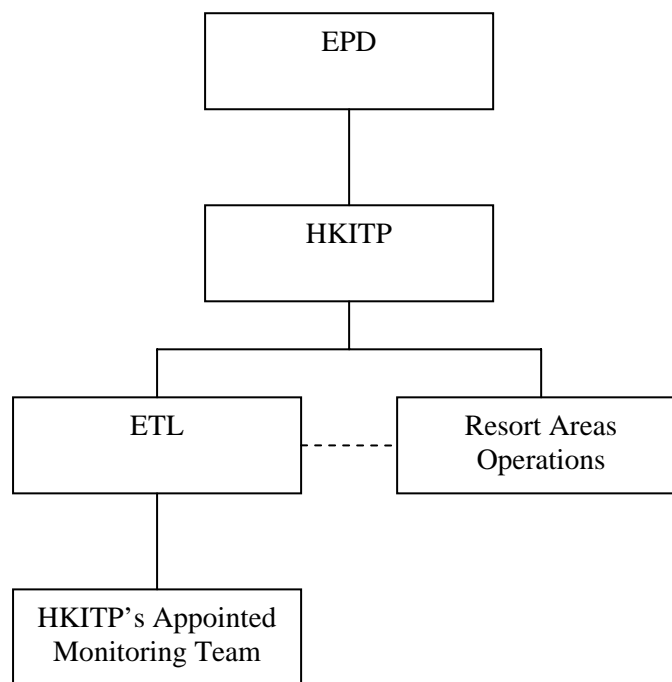 EPD
HKITP
ETL
Resort Areas
Operations
HKITP’s Appointed
Monitoring Team